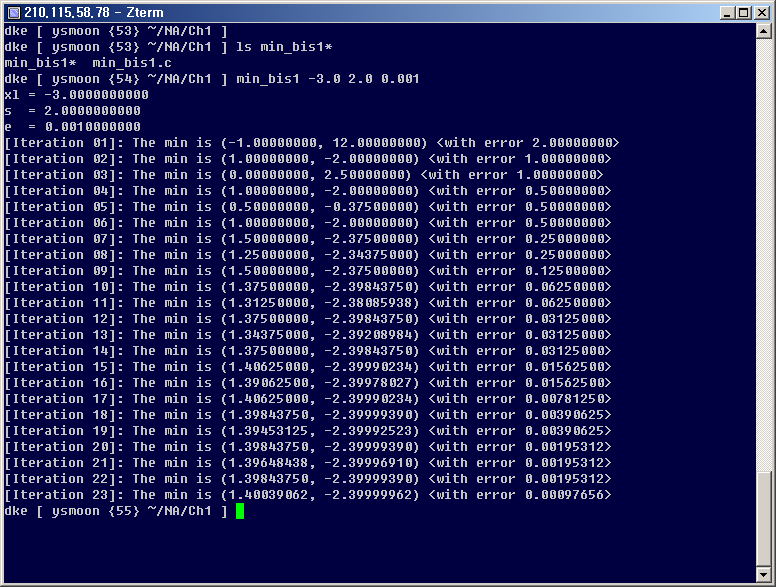 210.115.58.78 - Zterm
dke [ ysmoon {53} ~/NA/Ch1 ]
dke [ ysmoon {53} ~/NA/Ch1 ] ls min_bis1*
min_bis1*  min_bis1.c
dke [ ysmoon {54} ~/NA/Ch1 ] min_bis1 -3.0 2.0 0.001
xl = -3.0000000000
s  = 2.0000000000
e  = 0.0010000000
[Iteration 01]: The min is (-1.00000000, 12.00000000) <with error 2.00000000>
[Iteration 02]: The min is (1.00000000, -2.00000000) <with error 1.00000000>
[Iteration 03]: The min is (0.00000000, 2.50000000) <with error 1.00000000>
[Iteration 04]: The min is (1.00000000, -2.00000000) <with error 0.50000000>
[Iteration 05]: The min is (0.50000000, -0.37500000) <with error 0.50000000>
[Iteration 06]: The min is (1.00000000, -2.00000000) <with error 0.50000000>
[Iteration 07]: The min is (1.50000000, -2.37500000) <with error 0.25000000>
[Iteration 08]: The min is (1.25000000, -2.34375000) <with error 0.25000000>
[Iteration 09]: The min is (1.50000000, -2.37500000) <with error 0.12500000>
[Iteration 10]: The min is (1.37500000, -2.39843750) <with error 0.06250000>
[Iteration 11]: The min is (1.31250000, -2.38085938) <with error 0.06250000>
[Iteration 12]: The min is (1.37500000, -2.39843750) <with error 0.03125000>
[Iteration 13]: The min is (1.34375000, -2.39208984) <with error 0.03125000>
[Iteration 14]: The min is (1.37500000, -2.39843750) <with error 0.03125000>
[Iteration 15]: The min is (1.40625000, -2.39990234) <with error 0.01562500>
[Iteration 16]: The min is (1.39062500, -2.39978027) <with error 0.01562500>
[Iteration 17]: The min is (1.40625000, -2.39990234) <with error 0.00781250>
[Iteration 18]: The min is (1.39843750, -2.39999390) <with error 0.00390625>
[Iteration 19]: The min is (1.39453125, -2.39992523) <with error 0.00390625>
[Iteration 20]: The min is (1.39843750, -2.39999390) <with error 0.00195312>
[Iteration 21]: The min is (1.39648438, -2.39996910) <with error 0.00195312>
[Iteration 22]: The min is (1.39843750, -2.39999390) <with error 0.00195312>
[Iteration 23]: The min is (1.40039062, -2.39999962) <with error 0.00097656>
dke [ ysmoon {55} ~/NA/Ch1 ]